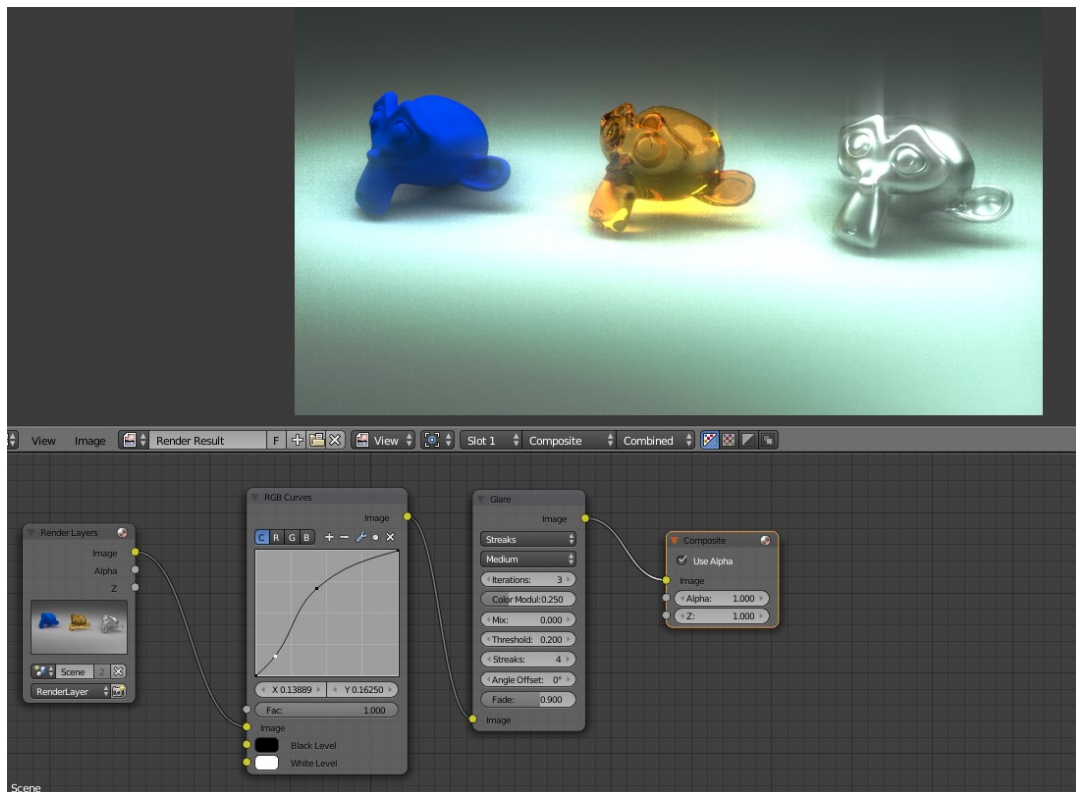 View Image Render Result F View Slot 1 Composite Combined
Render Layers
Image
Alpha
Z
Scene 2
RenderLayer
RGB Curves
Image
C R G B
X 0.13889 Y 0.16250
Fac: 1.000
Image
Black Level
White Level
Glare
Image
Streaks
Medium
Iterations: 3
Color Modul: 0.250
Mix: 0.000
Threshold: 0.200
Streaks: 4
Angle Offset: 0°
Fade: 0.900
Image
Composite
Use Alpha
Image
Alpha: 1.000
Z: 1.000
Scene